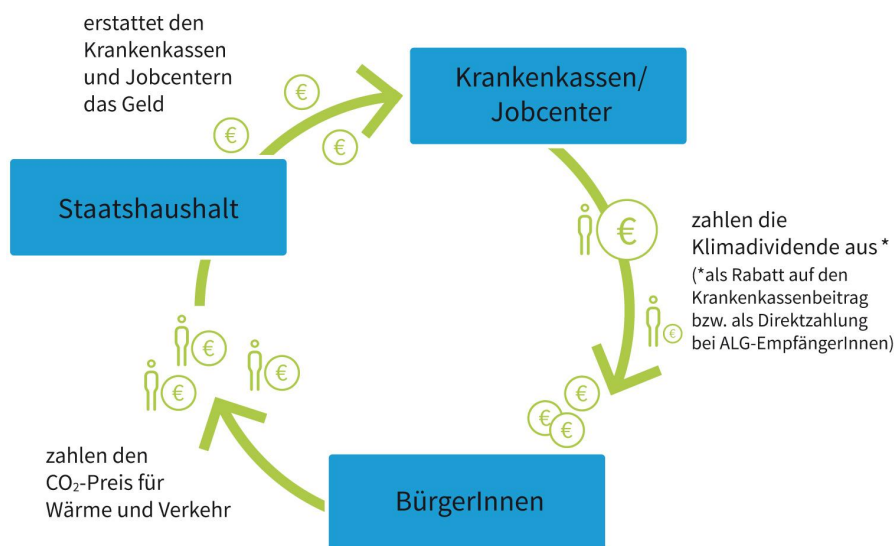 erstattet den
Krankenkassen
und Jobcentern
das Geld
Krankenkassen/
Jobcenter
€
€
€
Staatshaushalt
€
zahlen die
Klimadividende aus*
(*als Rabatt auf den
Krankenkassenbeitrag
bzw. als Direktzahlung
bei ALG-EmpfängerInnen)
€
€
€
€
€
€
€
zahlen den
CO₂-Preis für
Wärme und Verkehr
BürgerInnen